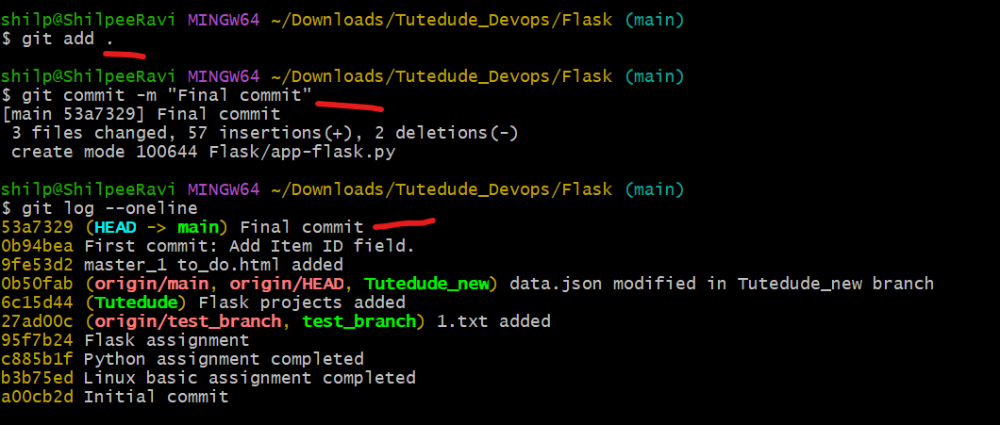 shilp@ShilpeeRavi MINGW64 ~/Downloads/Tutedude_Devops/Flask (main)
$ git add .
shilp@ShilpeeRavi MINGW64 ~/Downloads/Tutedude_Devops/Flask (main)
$ git commit -m "Final commit"
[main 53a7329] Final commit
 3 files changed, 57 insertions(+), 2 deletions(-)
 create mode 100644 Flask/app-flask.py
shilp@ShilpeeRavi MINGW64 ~/Downloads/Tutedude_Devops/Flask (main)
$ git log --oneline
53a7329 (HEAD -> main) Final commit
0b94bea First commit: Add Item ID field.
9fe53d2 master_1 to_do.html added
0b50fab (origin/main, origin/HEAD, Tutedude_new) data.json modified in Tutedude_new branch
6c15d44 (Tutedude) Flask projects added
27ad00c (origin/test_branch, test_branch) 1.txt added
95f7b24 Flask assignment
c885b1f Python assignment completed
b3b75ed Linux basic assignment completed
a00cb2d Initial commit